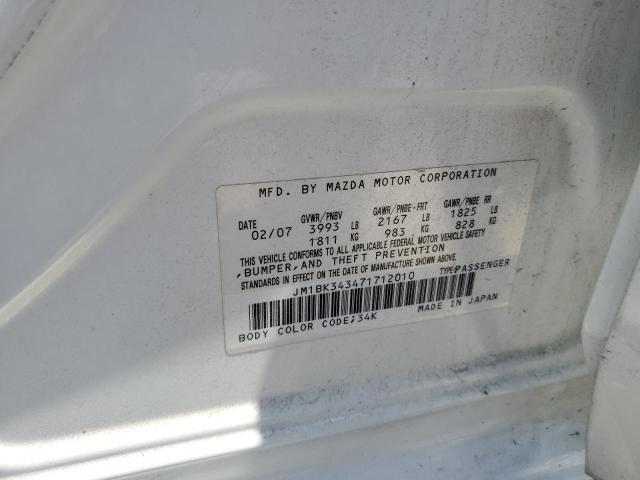 MFD. BY MAZDA MOTOR CORPORATION
DATE GVWR/PNBV GAWR/PNBE-FRT GAWR/PNBE RR
02/07 3993 LB 2167 LB 1825 LB
1811 KG 983 KG 828 KG
THIS VEHICLE CONFORMS TO ALL APPLICABLE FEDERAL MOTOR VEHICLE SAFETY
,BUMPER,AND THEFT PREVENTION
STANDARDS IN EFFECT ON THE DATE OF MANUFACTURE SHOWN ABOVE.
JM1BK343471712010 TYPE:PASSENGER
BODY COLOR CODE;34K MADE IN JAPAN